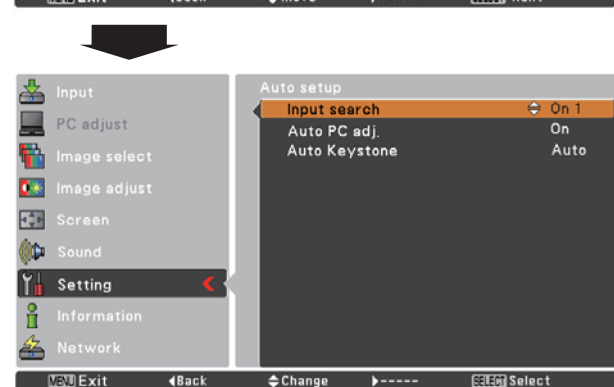 Input
PC adjust
Image select
Image adjust
Screen
Sound
Setting
Information
Network
Auto setup
Input search On 1
Auto PC adj. On
Auto Keystone Auto
MENU Exit Back Change ----- SELECT Select